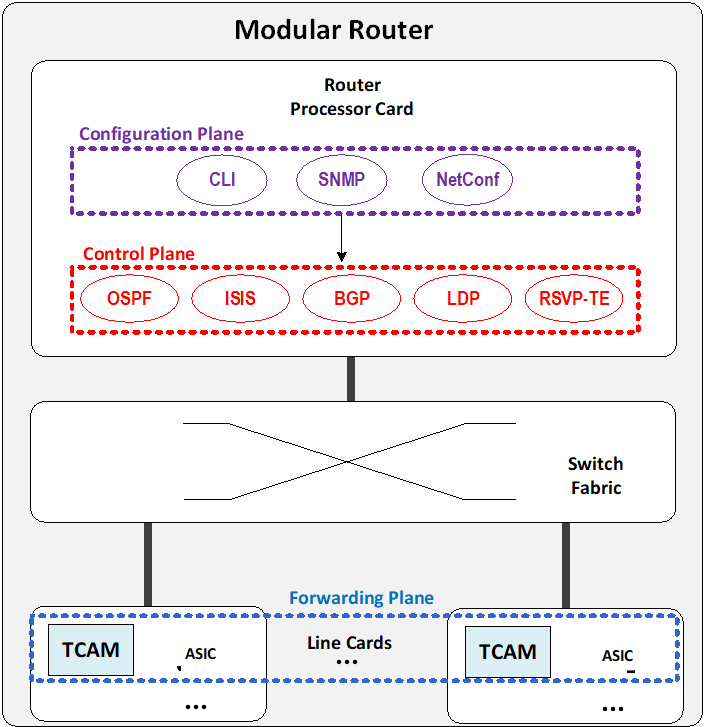 Modular Router
Router
Processor Card
Configuration Plane
CLI
SNMP
NetConf
Control Plane
OSPF
ISIS
BGP
LDP
RSVP-TE
Switch
Fabric
Forwarding Plane
TCAM
ASIC
...
Line Cards
...
TCAM
ASIC
...